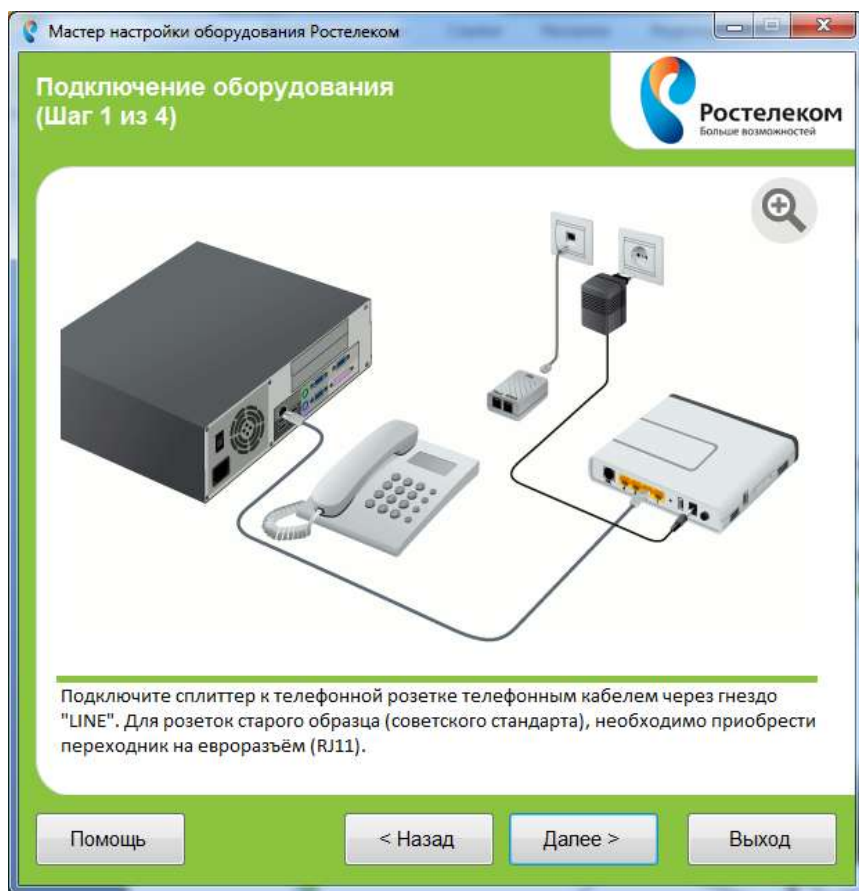 Мастер настройки оборудования Ростелеком
Подключение оборудования
(Шаг 1 из 4)
Ростелеком
Больше возможностей
Подключите сплиттер к телефонной розетке телефонным кабелем через гнездо
"LINE". Для розеток старого образца (советского стандарта), необходимо приобрести
переходник на евроразъём (RJ11).
Помощь
< Назад
Далее >
Выход